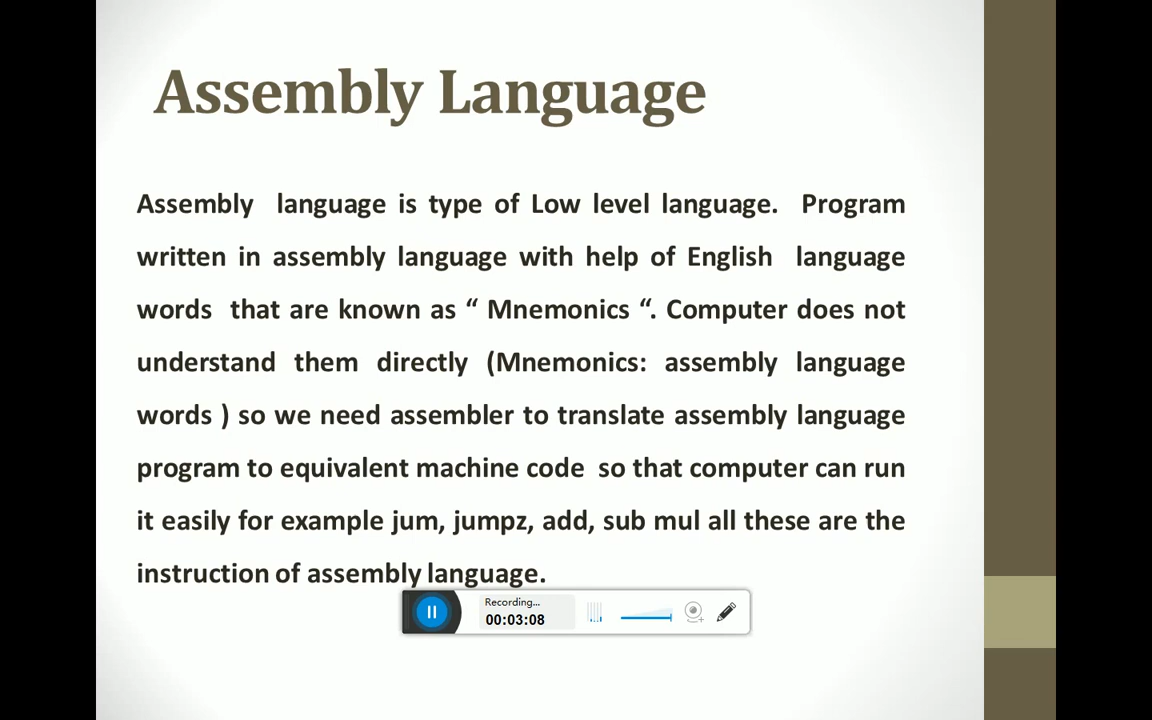 Assembly Language
Assembly language is type of Low level language. Program
written in assembly language with help of English language
words that are known as “ Mnemonics “. Computer does not
understand them directly (Mnemonics: assembly language
words ) so we need assembler to translate assembly language
program to equivalent machine code so that computer can run
it easily for example jum, jumpz, add, sub mul all these are the
instruction of assembly language.
Recording...
00:03:08